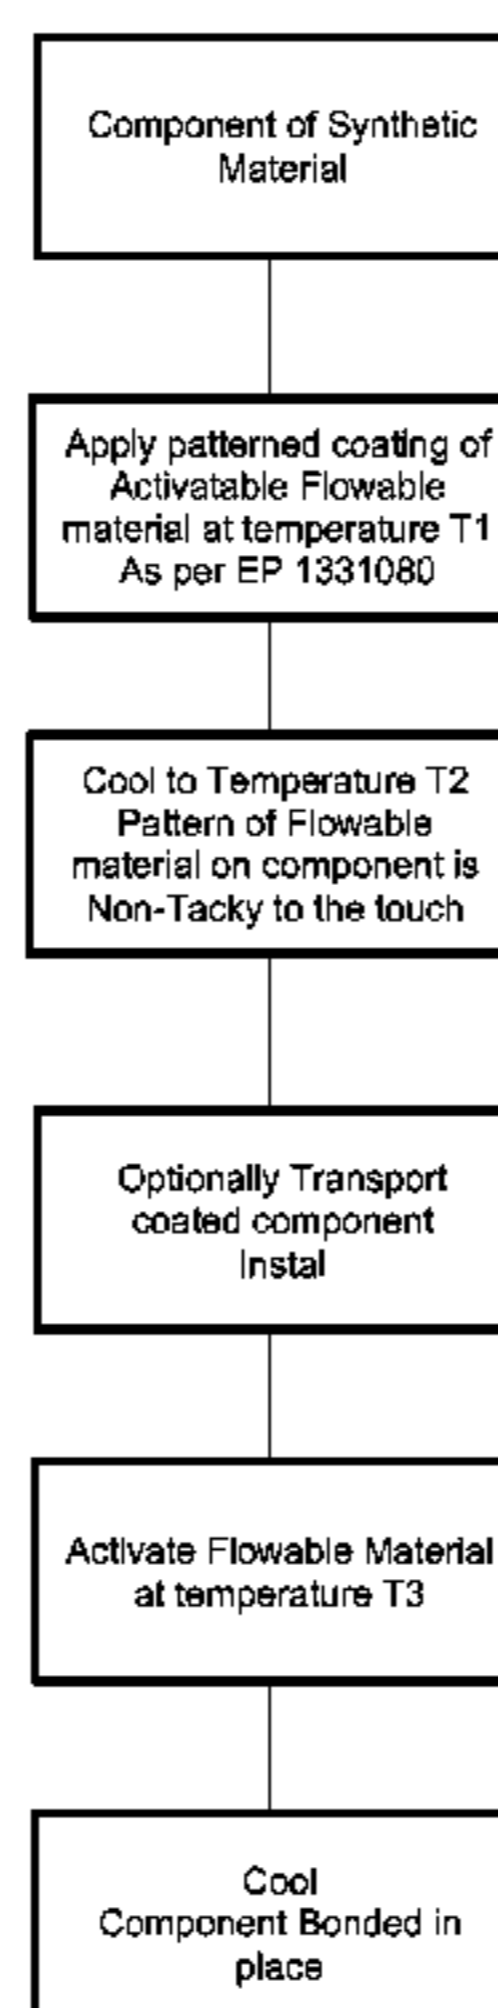 Component of Synthetic
Material
Apply patterned coating of
Activatable Flowable
material at temperature T1
As per EP 1331080
Cool to Temperature T2
Pattern of Flowable
material on component is
Non-Tacky to the touch
Optionally Transport
coated component
Instal
Activate Flowable Material
at temperature T3
Cool
Component Bonded in
place